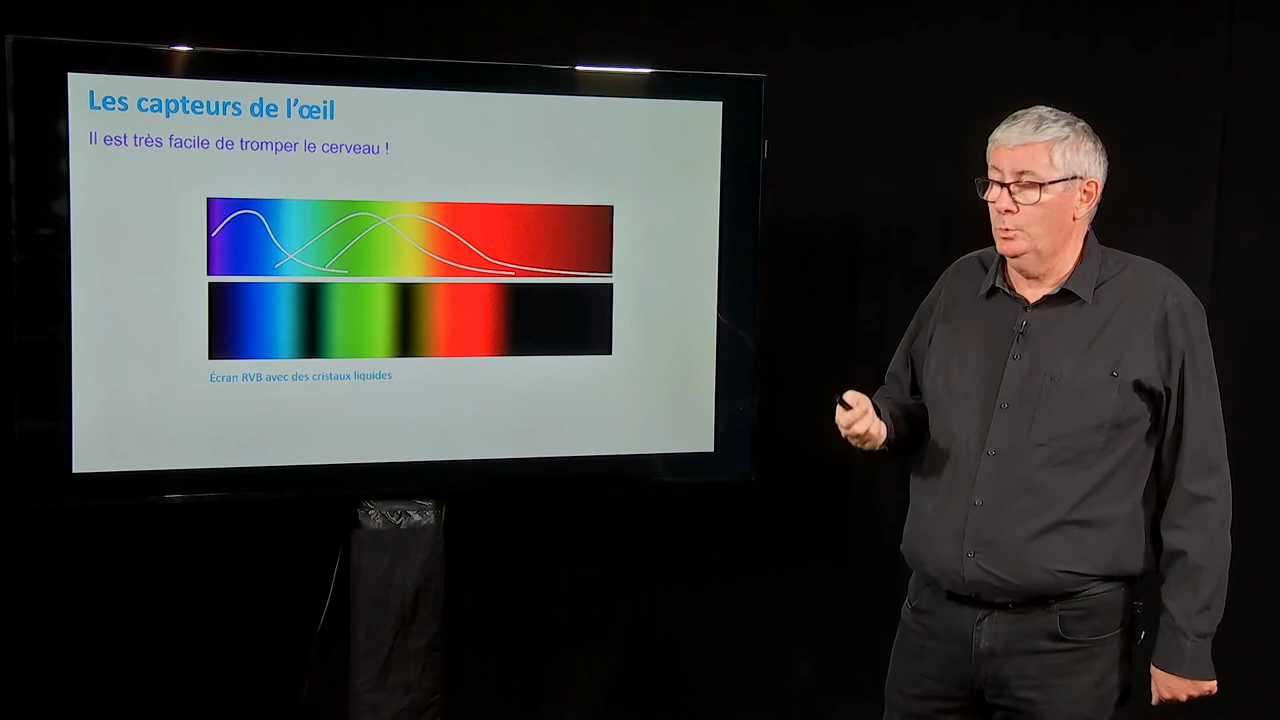 Les capteurs de l'œil
Il est très facile de tromper le cerveau !
Écran RVB avec des cristaux liquides